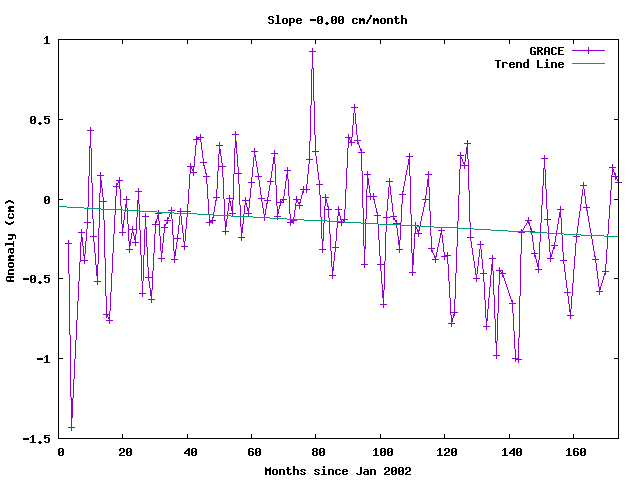 Slope -0.00 cm/month
GRACE
Trend Line
1
0.5
0
-0.5
-1
-1.5
Anomaly (cm)
0 20 40 60 80 100 120 140 160
Months since Jan 2002